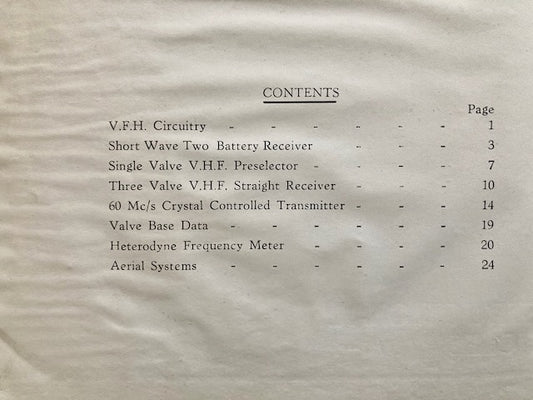 CONTENTS
Page
V.F.H. Circuitry - - - - - - 1
Short Wave Two Battery Receiver - - - - 3
Single Valve V.H.F. Preselector - - - - - 7
Three Valve V.H.F. Straight Receiver - - - - 10
60 Mc/s Crystal Controlled Transmitter - - - - 14
Valve Base Data - - - - - - 19
Heterodyne Frequency Meter - - - - 20
Aerial Systems - - - - - - 24